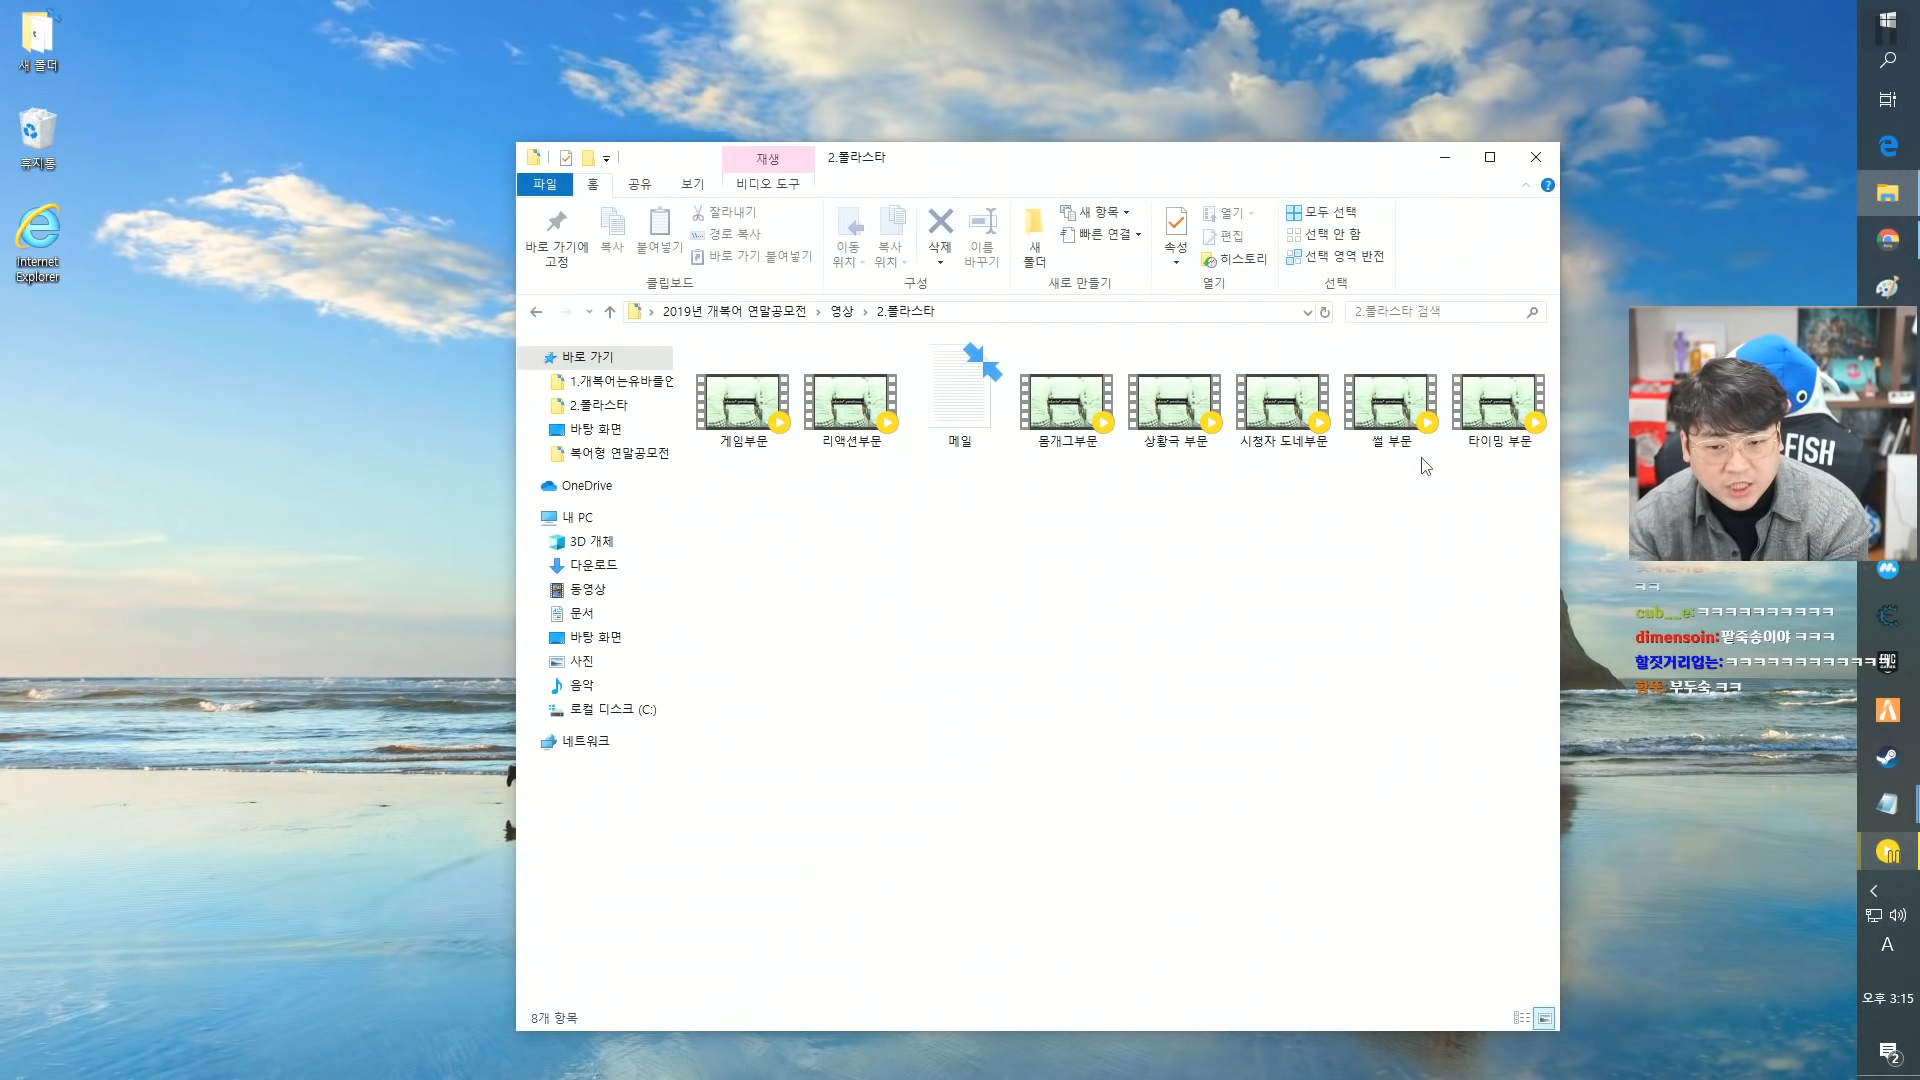 새 폴더
휴지통
Internet
Explorer
재생
2.폴라스타
파일
홈
공유
보기
비디오 도구
바로 가기에
고정
복사
붙여넣기
잘라내기
경로 복사
바로 가기 붙여넣기
클립보드
이동
위치
복사
위치
삭제
이름
바꾸기
구성
새
폴더
새 항목
빠른 연결
새로 만들기
속성
열기
편집
히스토리
열기
모두 선택
선택 안 함
선택 영역 반전
선택
2019년 개복어 연말공모전 › 영상 › 2.폴라스타
2.폴라스타 검색
바로 가기
1.개복어는유바를인
2.폴라스타
바탕 화면
복어형 연말공모전
OneDrive
내 PC
3D 개체
다운로드
동영상
문서
바탕 화면
사진
음악
로컬 디스크 (C:)
네트워크
게임부문
리액션부문
메일
몸개그부문
상황극 부문
시청자 도네부문
썰 부문
타이밍 부문
8개 항목
FISH
ㅋㅋ
cub__e:ㅋㅋㅋㅋㅋㅋㅋㅋㅋㅋ
dimensoin:팥죽송이야 ㅋㅋㅋ
할짓거리업는:ㅋㅋㅋㅋㅋㅋㅋㅋㅋㅋㅋㅋ
부두술 ㅋㅋ
EPIC
GAMES
A
오후 3:15
2